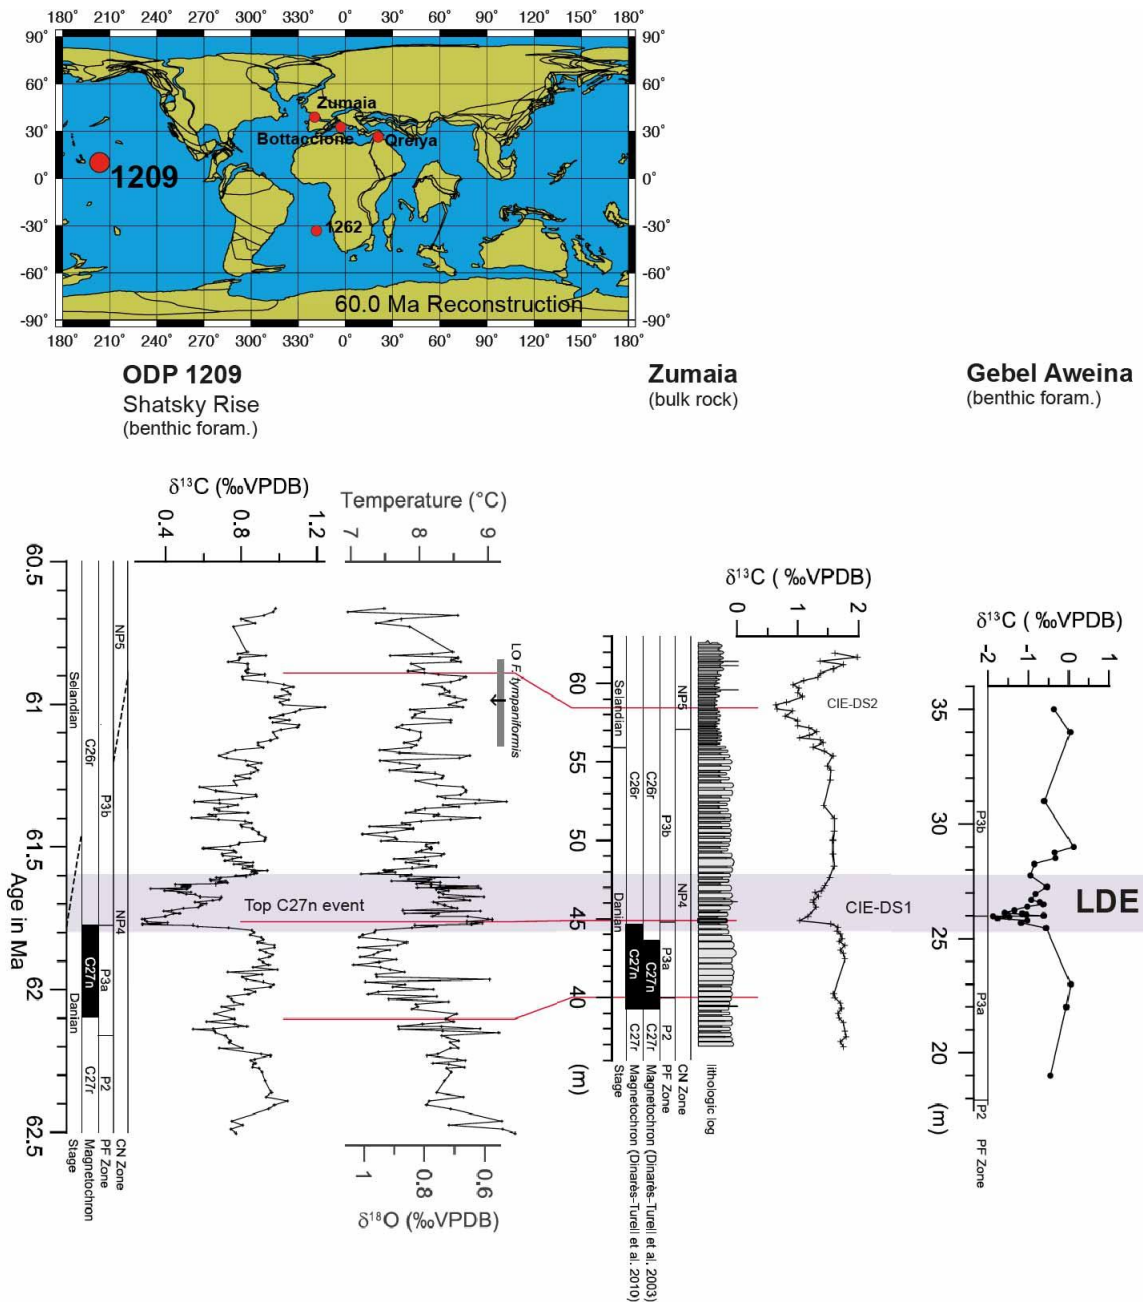 180° 210° 240° 270° 300° 330° 0° 30° 60° 90° 120° 150° 180°
90°
60°
30°
0°
-30°
-60°
-90°
Zumaia
Bottaccione
Qreiya
1209
1262
60.0 Ma Reconstruction
180° 210° 240° 270° 300° 330° 0° 30° 60° 90° 120° 150° 180°
ODP 1209
Shatsky Rise
(benthic foram.)
Zumaia
(bulk rock)
Gebel Aweina
(benthic foram.)
δ¹³C (‰VPDB)
0.4 0.8 1.2
Temperature (°C)
7 8 9
δ¹³C ( ‰VPDB)
0 1 2
δ¹³C ( ‰VPDB)
-2 -1 0 1
60.5
61
61.5
62
62.5
Age in Ma
Selandian
Danian
C26r
C27n
C27r
P3b
P3a
P2
NP5
NP4
Stage
Magnetochron
PF Zone
CN Zone
LO F. tympaniformis
Top C27n event
1 0.8 0.6
δ¹⁸O (‰VPDB)
60
55
50
45
40
(m)
Selandian
Danian
C26r
C27n
C27r
C26r
C27n
C27r
P3b
P3a
P2
NP5
NP4
Stage
Magnetochron (Dinarès-Turell et al. 2010)
Magnetochron (Dinarès-Turell et al. 2003)
PF Zone
CN Zone
lithologic log
CIE-DS2
CIE-DS1
35
30
25
20
(m)
P3b
P3a
P2
PF Zone
LDE